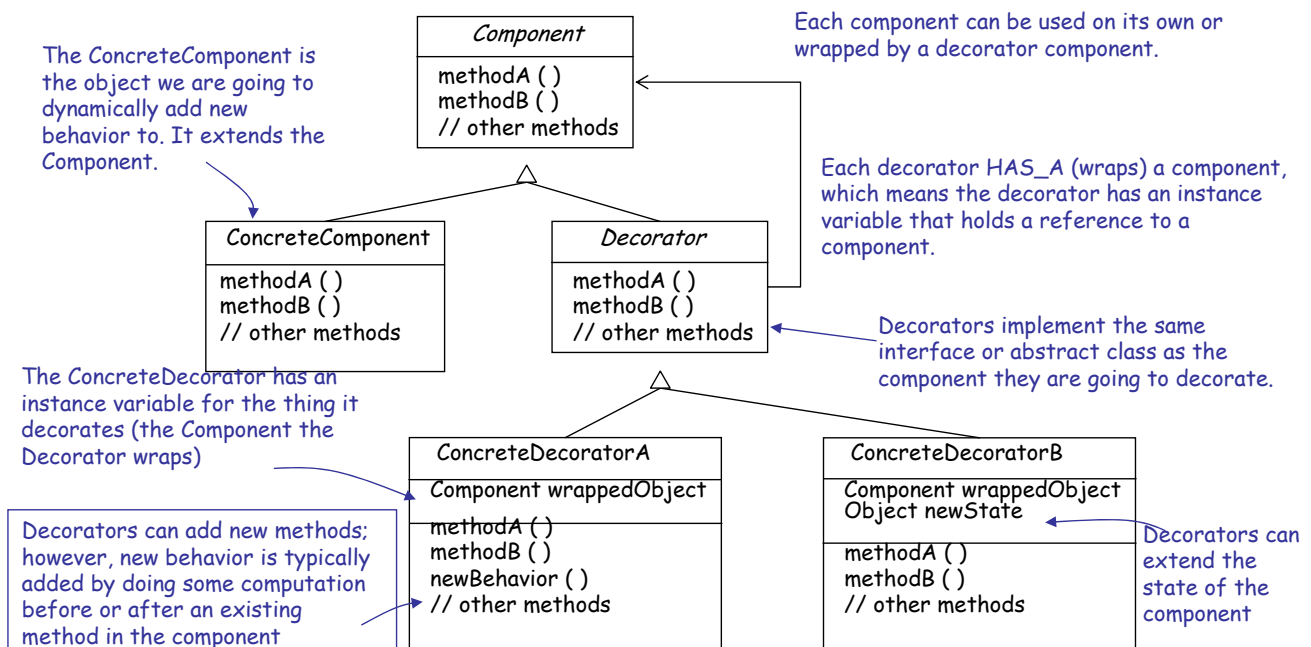 Component
methodA ( )
methodB ( )
// other methods
Each component can be used on its own or
wrapped by a decorator component.
The ConcreteComponent is
the object we are going to
dynamically add new
behavior to. It extends the
Component.
Each decorator HAS_A (wraps) a component,
which means the decorator has an instance
variable that holds a reference to a
component.
ConcreteComponent
methodA ( )
methodB ( )
// other methods
Decorator
methodA ( )
methodB ( )
// other methods
Decorators implement the same
interface or abstract class as the
component they are going to decorate.
The ConcreteDecorator has an
instance variable for the thing it
decorates (the Component the
Decorator wraps)
ConcreteDecoratorA
Component wrappedObject
methodA ( )
methodB ( )
newBehavior ( )
// other methods
ConcreteDecoratorB
Component wrappedObject
Object newState
methodA ( )
methodB ( )
// other methods
Decorators can add new methods;
however, new behavior is typically
added by doing some computation
before or after an existing
method in the component
Decorators can
extend the
state of the
component